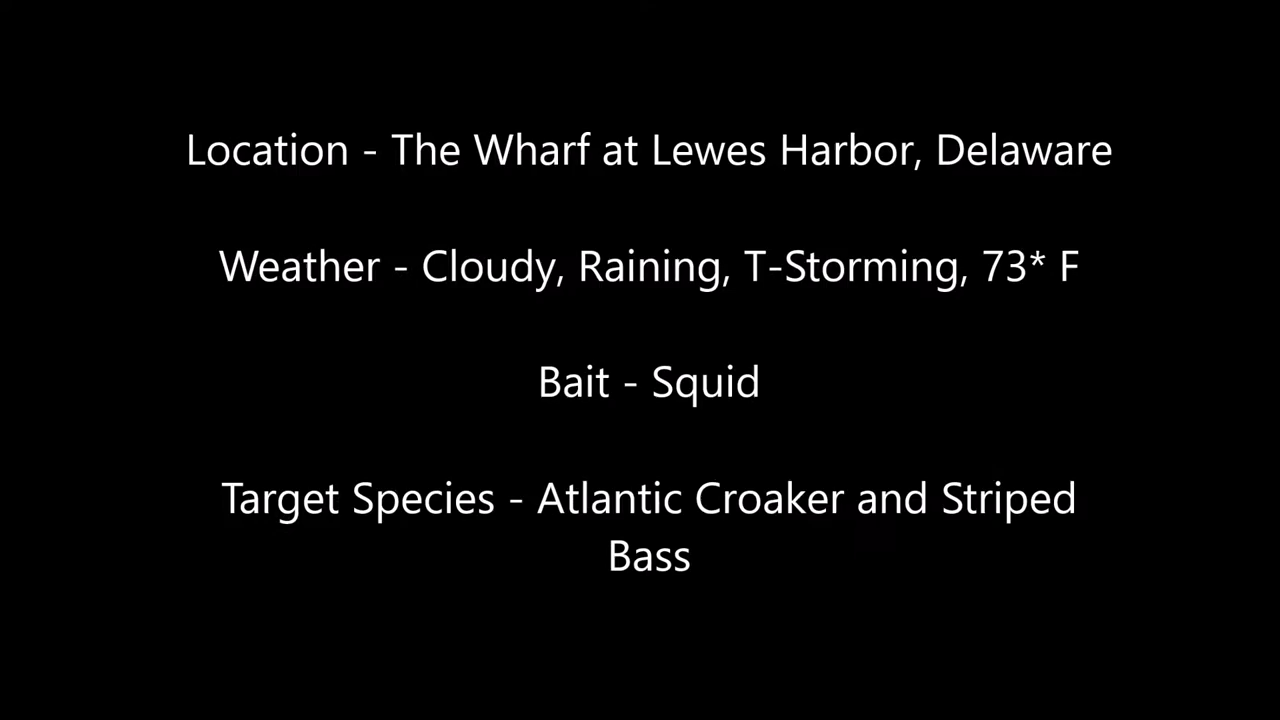 Location - The Wharf at Lewes Harbor, Delaware
Weather - Cloudy, Raining, T-Storming, 73* F
Bait - Squid
Target Species - Atlantic Croaker and Striped
Bass